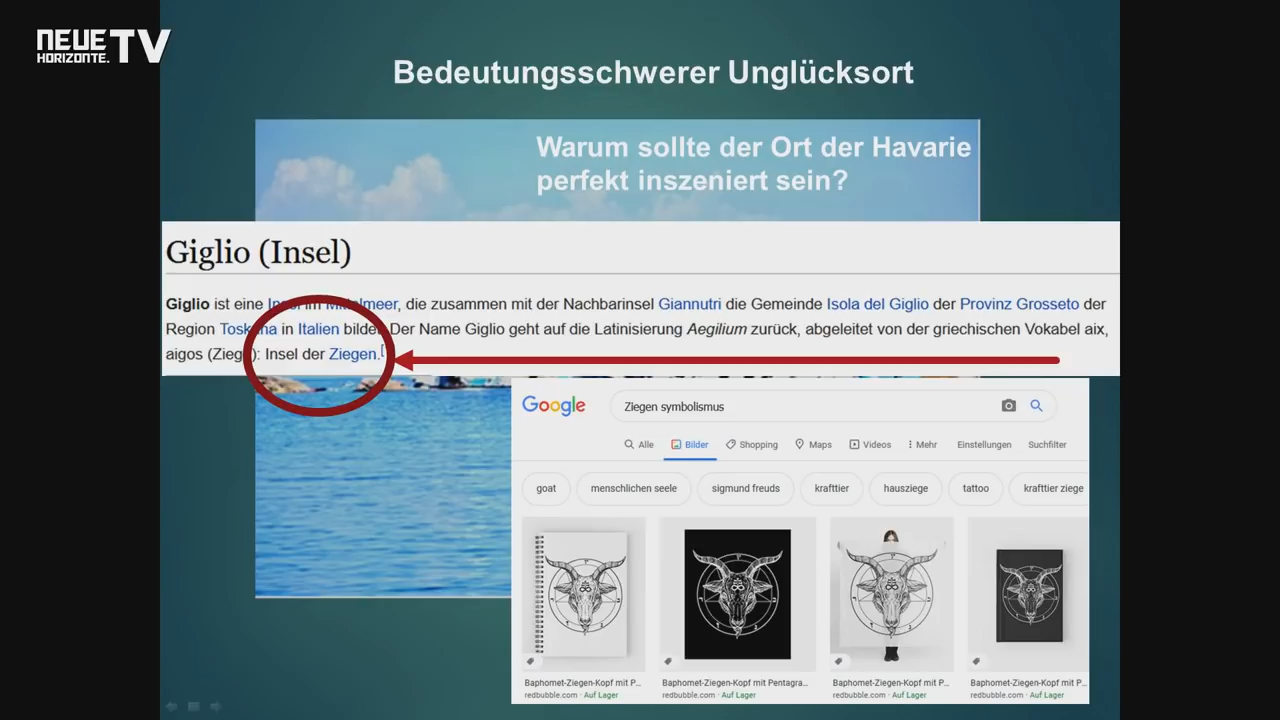 NEUE HORIZONTE. TV
Bedeutungsschwerer Unglücksort
Warum sollte der Ort der Havarie
perfekt inszeniert sein?
Giglio (Insel)
Giglio ist eine Insel im Mittelmeer, die zusammen mit der Nachbarinsel Giannutri die Gemeinde Isola del Giglio der Provinz Grosseto der
Region Toskana in Italien bildet. Der Name Giglio geht auf die Latinisierung Aegilium zurück, abgeleitet von der griechischen Vokabel aix,
aigos (Ziege): Insel der Ziegen.[
Google
Ziegen symbolismus
Alle Bilder Shopping Maps Videos Mehr Einstellungen Suchfilter
goat menschlichen seele sigmund freuds krafttier hausziege tattoo krafttier ziege
Baphomet-Ziegen-Kopf mit P... Baphomet-Ziegen-Kopf mit Pentagra... Baphomet-Ziegen-Kopf mit P... Baphomet-Ziegen-Kopf mit P...
redbubble.com · Auf Lager redbubble.com · Auf Lager redbubble.com · Auf Lager redbubble.com · Auf Lager